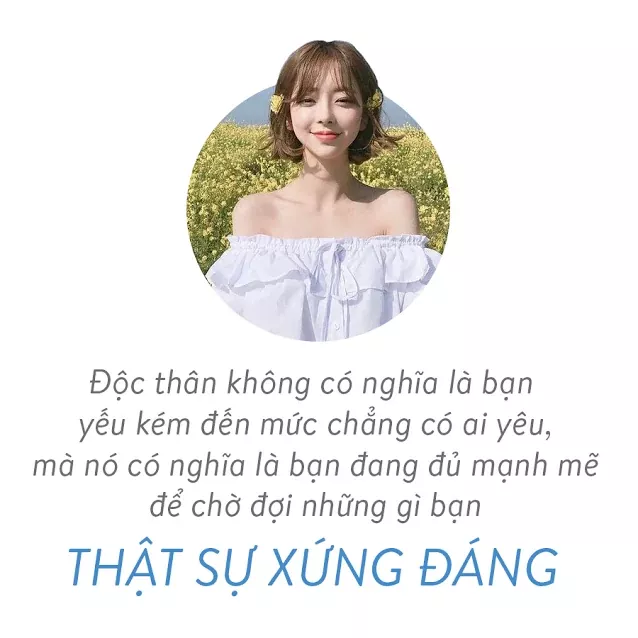 Độc thân không có nghĩa là bạn
yếu kém đến mức chẳng có ai yêu,
mà nó có nghĩa là bạn đang đủ mạnh mẽ
để chờ đợi những gì bạn
THẬT SỰ XỨNG ĐÁNG